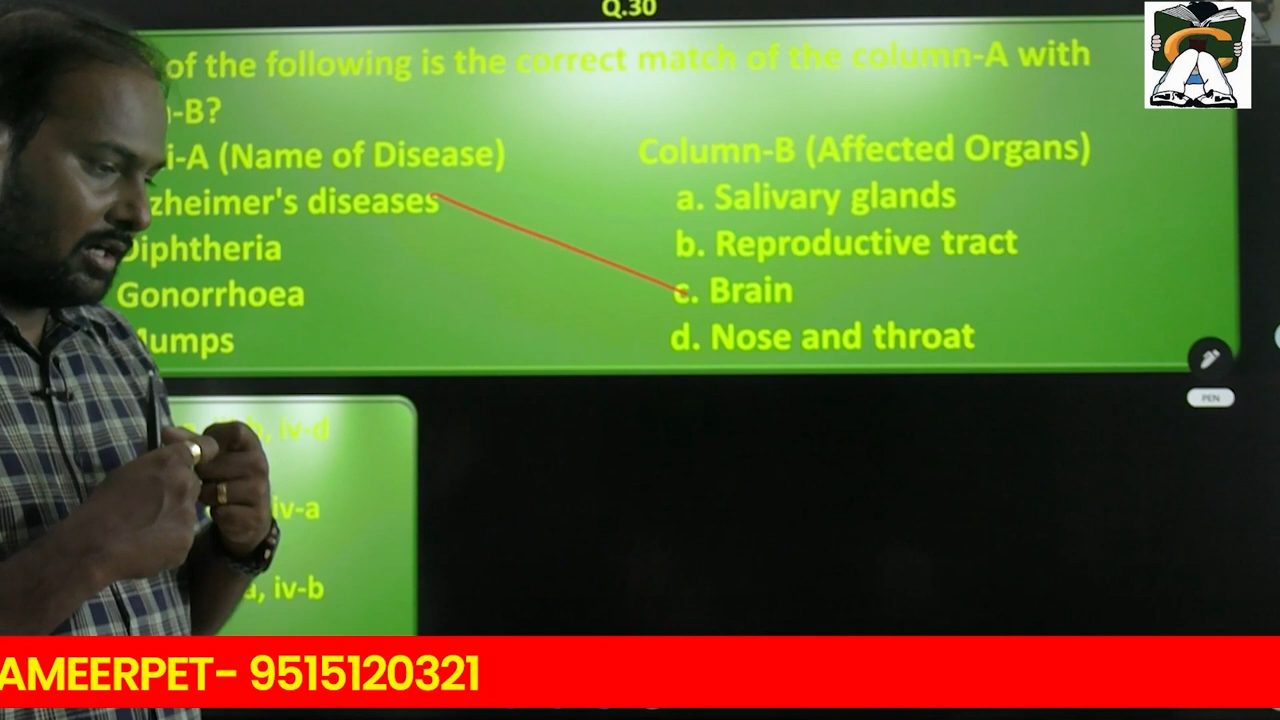 Q.30
of the following is the correct match of the column-A with
-B?
-A (Name of Disease) Column-B (Affected Organs)
zheimer's diseases a. Salivary glands
Diphtheria b. Reproductive tract
Gonorrhoea c. Brain
Mumps d. Nose and throat
iv-d
iv-a
a, iv-b
PEN
AMEERPET- 9515120321